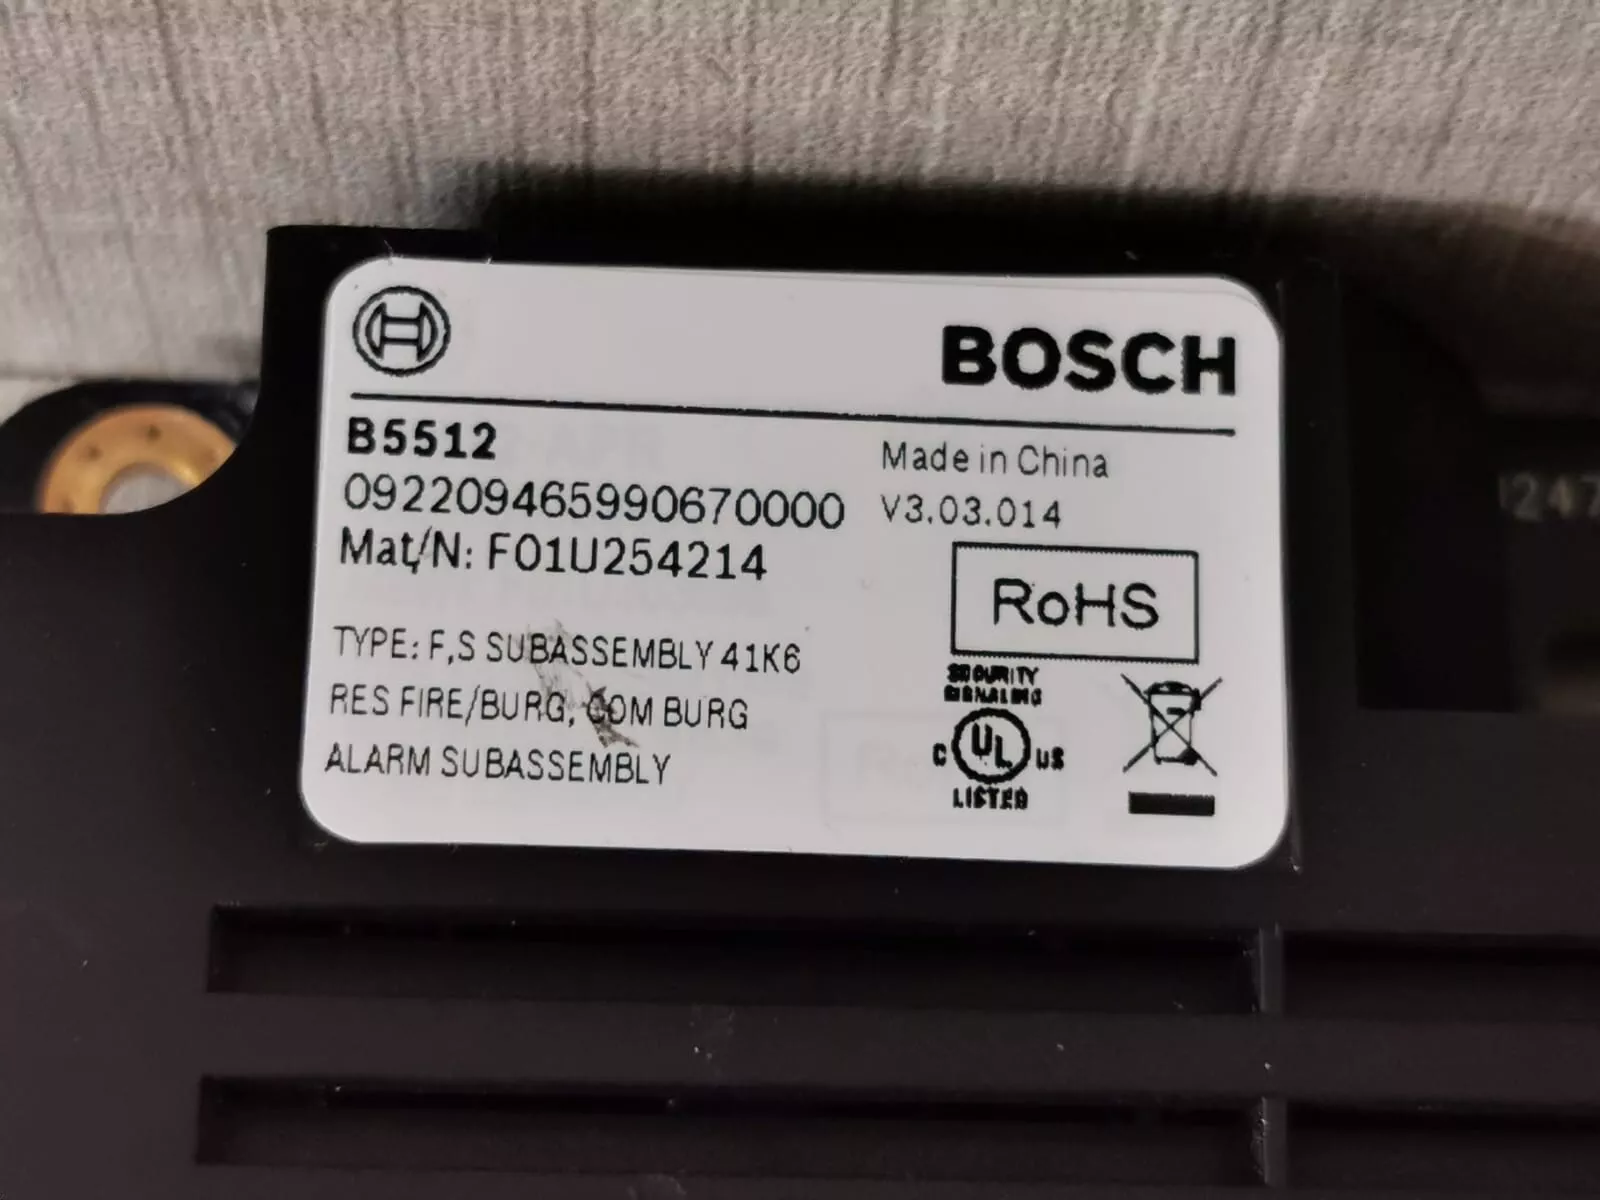 BOSCH
B5512
092209465990670000
Mat/N: F01U254214
Made in China
V3.03.014
RoHS
TYPE: F,S SUBASSEMBLY 41K6
RES FIRE/BURG, COM BURG
ALARM SUBASSEMBLY
SECURITY
SIGNALING
C UL US
LISTED
247